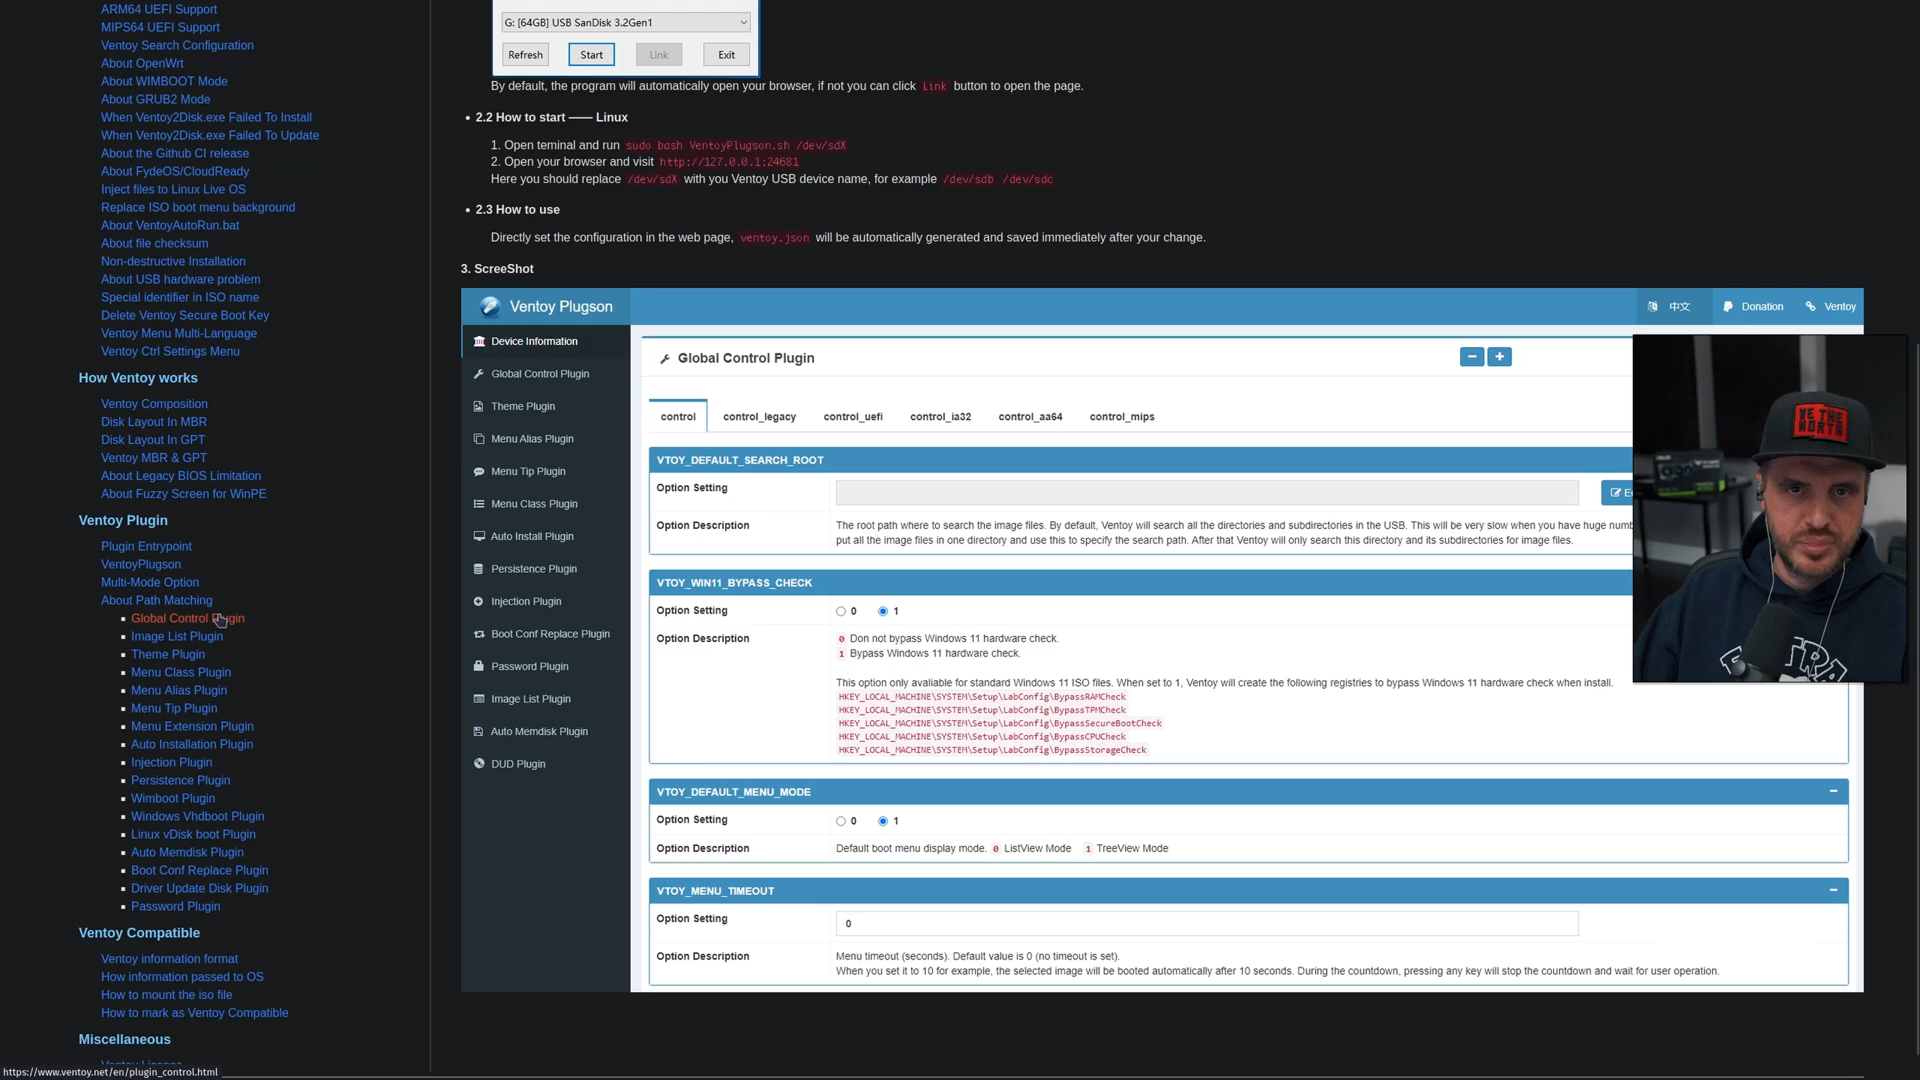 ARM64 UEFI Support
MIPS64 UEFI Support
Ventoy Search Configuration
About OpenWrt
About WIMBOOT Mode
About GRUB2 Mode
When Ventoy2Disk.exe Failed To Install
When Ventoy2Disk.exe Failed To Update
About the Github CI release
About FydeOS/CloudReady
Inject files to Linux Live OS
Replace ISO boot menu background
About VentoyAutoRun.bat
About file checksum
Non-destructive Installation
About USB hardware problem
Special identifier in ISO name
Delete Ventoy Secure Boot Key
Ventoy Menu Multi-Language
Ventoy Ctrl Settings Menu
How Ventoy works
Ventoy Composition
Disk Layout In MBR
Disk Layout In GPT
Ventoy MBR & GPT
About Legacy BIOS Limitation
About Fuzzy Screen for WinPE
Ventoy Plugin
Plugin Entrypoint
VentoyPlugson
Multi-Mode Option
About Path Matching
Global Control Plugin
Image List Plugin
Theme Plugin
Menu Class Plugin
Menu Alias Plugin
Menu Tip Plugin
Menu Extension Plugin
Auto Installation Plugin
Injection Plugin
Persistence Plugin
Wimboot Plugin
Windows Vhdboot Plugin
Linux vDisk boot Plugin
Auto Memdisk Plugin
Boot Conf Replace Plugin
Driver Update Disk Plugin
Password Plugin
Ventoy Compatible
Ventoy information format
How information passed to OS
How to mount the iso file
How to mark as Ventoy Compatible
Miscellaneous
https://www.ventoy.net/en/plugin_control.html
G: [64GB] USB SanDisk 3.2Gen1
Refresh Start Link Exit
By default, the program will automatically open your browser, if not you can click Link button to open the page.
• 2.2 How to start —— Linux
1. Open teminal and run sudo bash VentoyPlugson.sh /dev/sdX
2. Open your browser and visit http://127.0.0.1:24681
Here you should replace /dev/sdX with you Ventoy USB device name, for example /dev/sdb /dev/sdc
• 2.3 How to use
Directly set the configuration in the web page, ventoy.json will be automatically generated and saved immediately after your change.
3. ScreeShot
Ventoy Plugson
中文 Donation Ventoy
Device Information
Global Control Plugin
Theme Plugin
Menu Alias Plugin
Menu Tip Plugin
Menu Class Plugin
Auto Install Plugin
Persistence Plugin
Injection Plugin
Boot Conf Replace Plugin
Password Plugin
Image List Plugin
Auto Memdisk Plugin
DUD Plugin
Global Control Plugin
control control_legacy control_uefi control_ia32 control_aa64 control_mips
VTOY_DEFAULT_SEARCH_ROOT
Option Setting
Option Description The root path where to search the image files. By default, Ventoy will search all the directories and subdirectories in the USB. This will be very slow when you have huge
put all the image files in one directory and use this to specify the search path. After that Ventoy will only search this directory and its subdirectories for image files.
VTOY_WIN11_BYPASS_CHECK
Option Setting 0 1
Option Description 0 Don not bypass Windows 11 hardware check.
1 Bypass Windows 11 hardware check.
This option only avaliable for standard Windows 11 ISO files. When set to 1, Ventoy will create the following registries to bypass Windows 11 hardware check when install.
HKEY_LOCAL_MACHINE\SYSTEM\Setup\LabConfig\BypassRAMCheck
HKEY_LOCAL_MACHINE\SYSTEM\Setup\LabConfig\BypassTPMCheck
HKEY_LOCAL_MACHINE\SYSTEM\Setup\LabConfig\BypassSecureBootCheck
HKEY_LOCAL_MACHINE\SYSTEM\Setup\LabConfig\BypassCPUCheck
HKEY_LOCAL_MACHINE\SYSTEM\Setup\LabConfig\BypassStorageCheck
VTOY_DEFAULT_MENU_MODE
Option Setting 0 1
Option Description Default boot menu display mode. 0 ListView Mode 1 TreeView Mode
VTOY_MENU_TIMEOUT
Option Setting 0
Option Description Menu timeout (seconds). Default value is 0 (no timeout is set).
When you set it to 10 for example, the selected image will be booted automatically after 10 seconds. During the countdown, pressing any key will stop the countdown and wait for user operation.
WE THE
NORTH